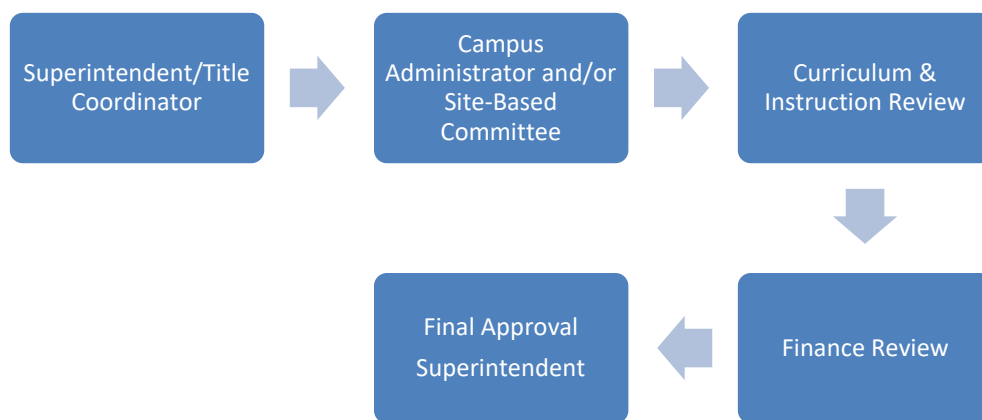 Superintendent/Title
Coordinator
Campus
Administrator and/or
Site-Based
Committee
Curriculum &
Instruction Review
Finance Review
Final Approval
Superintendent